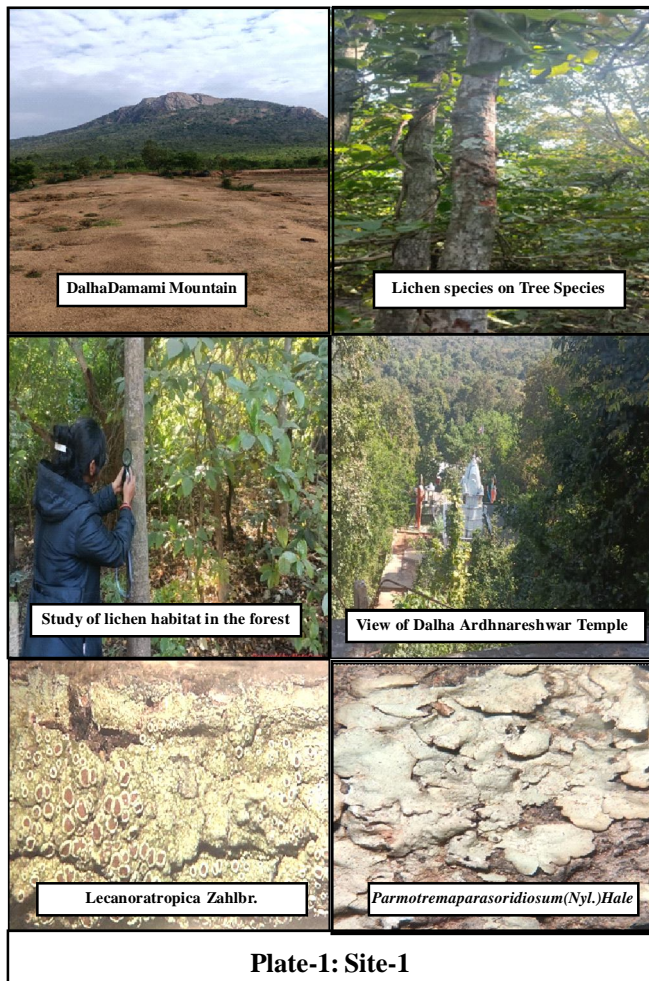 DalhaDamami Mountain
Lichen species on Tree Species
Study of lichen habitat in the forest
View of Dalha Ardhnareshwar Temple
Lecanoratropica Zahlbr.
Parmotremaparasoridiosum(Nyl.)Hale
Plate-1: Site-1